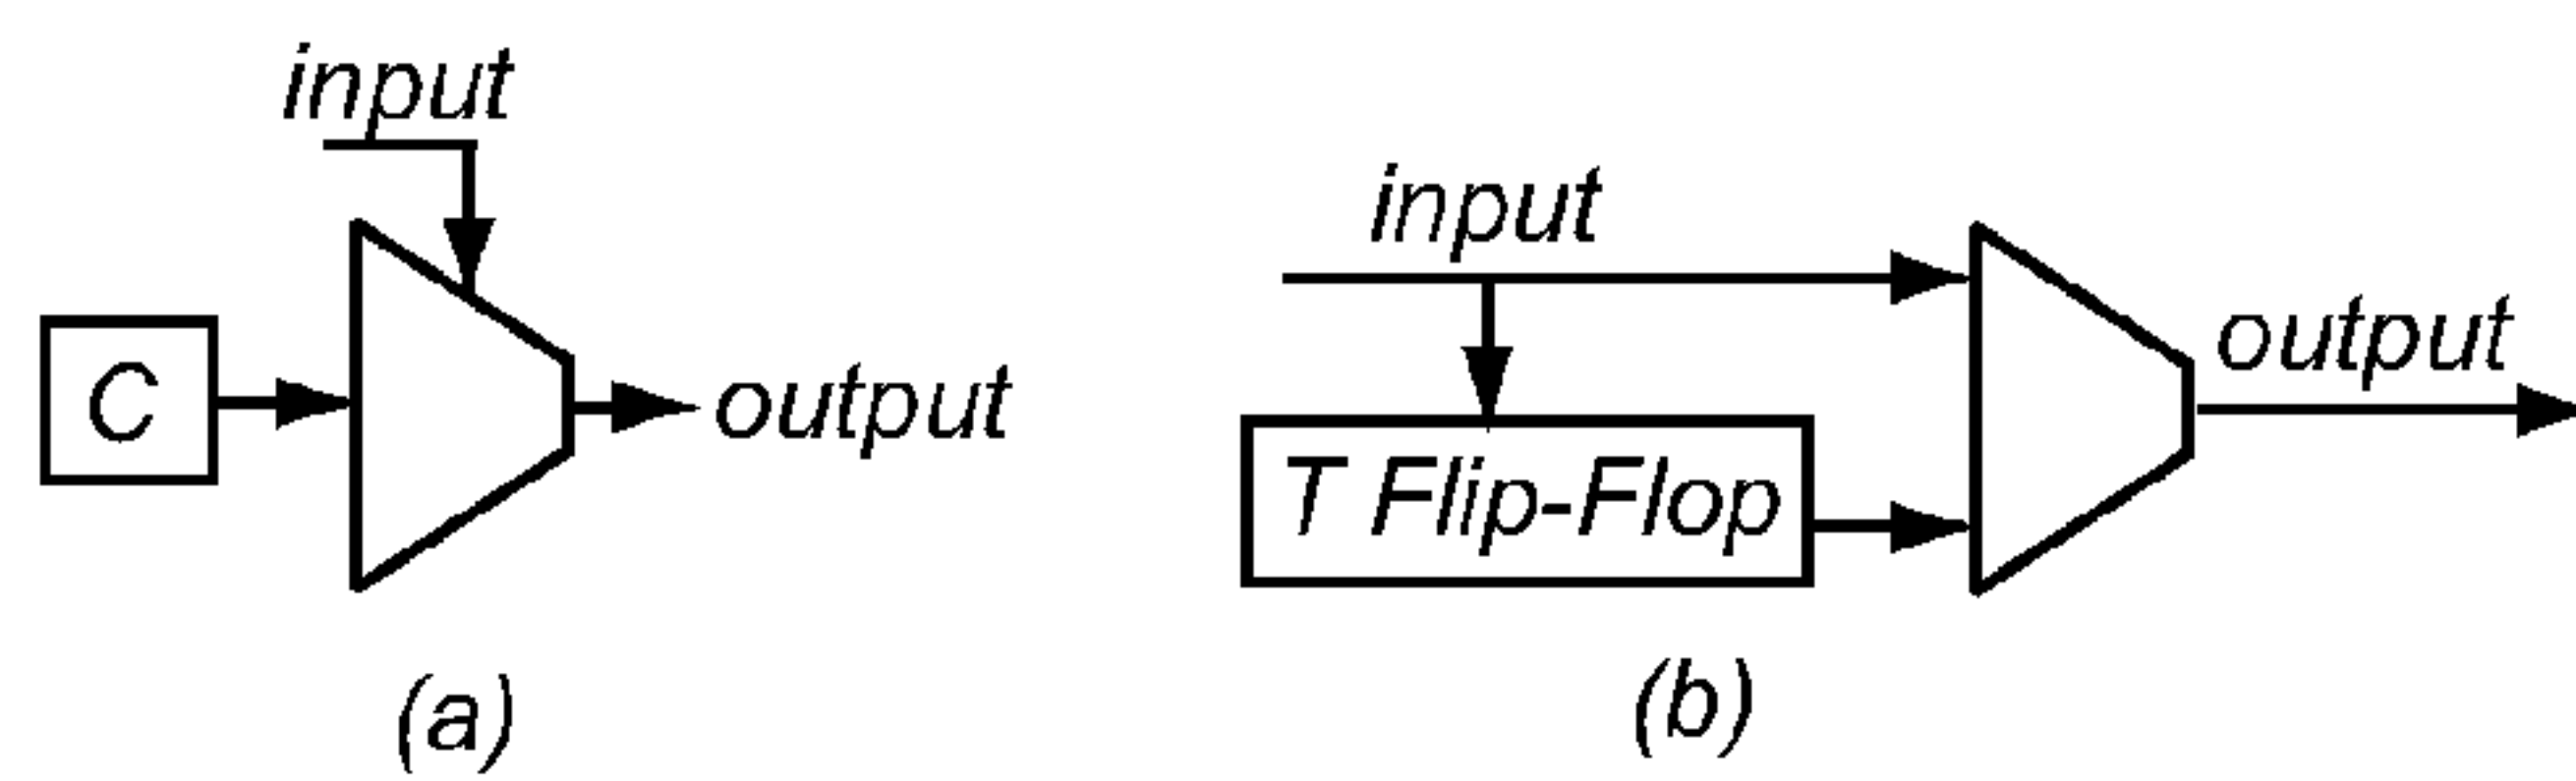 input
C
output
(a)
input
T Flip-Flop
output
(b)